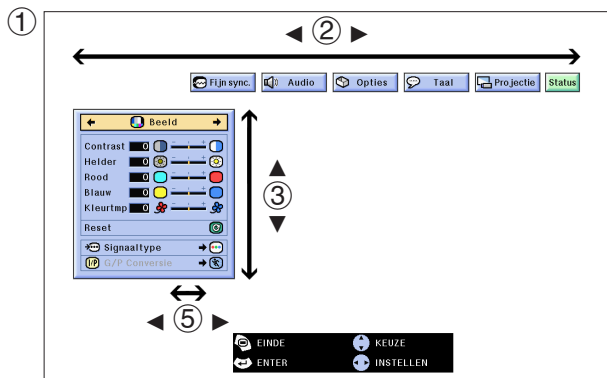 ①
◄ ② ►
Fijn sync. Audio Opties Taal Projectie Status
Beeld
Contrast 0 - +
Helder 0 - +
Rood 0 - +
Blauw 0 - +
Kleurtmp 0 - +
Reset
Signaaltype
I/P G/P Conversie
▲
③
▼
◄ ⑤ ►
EINDE KEUZE
ENTER INSTELLEN